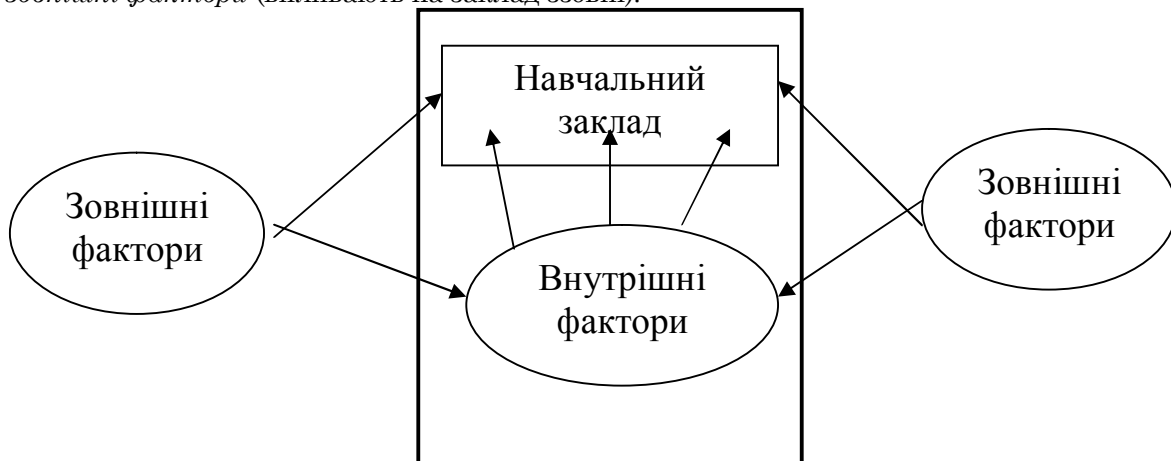 зовнішні фактори (впливають на заклад ззовні).
Навчальний
заклад
Зовнішні
фактори
Зовнішні
фактори
Внутрішні
фактори